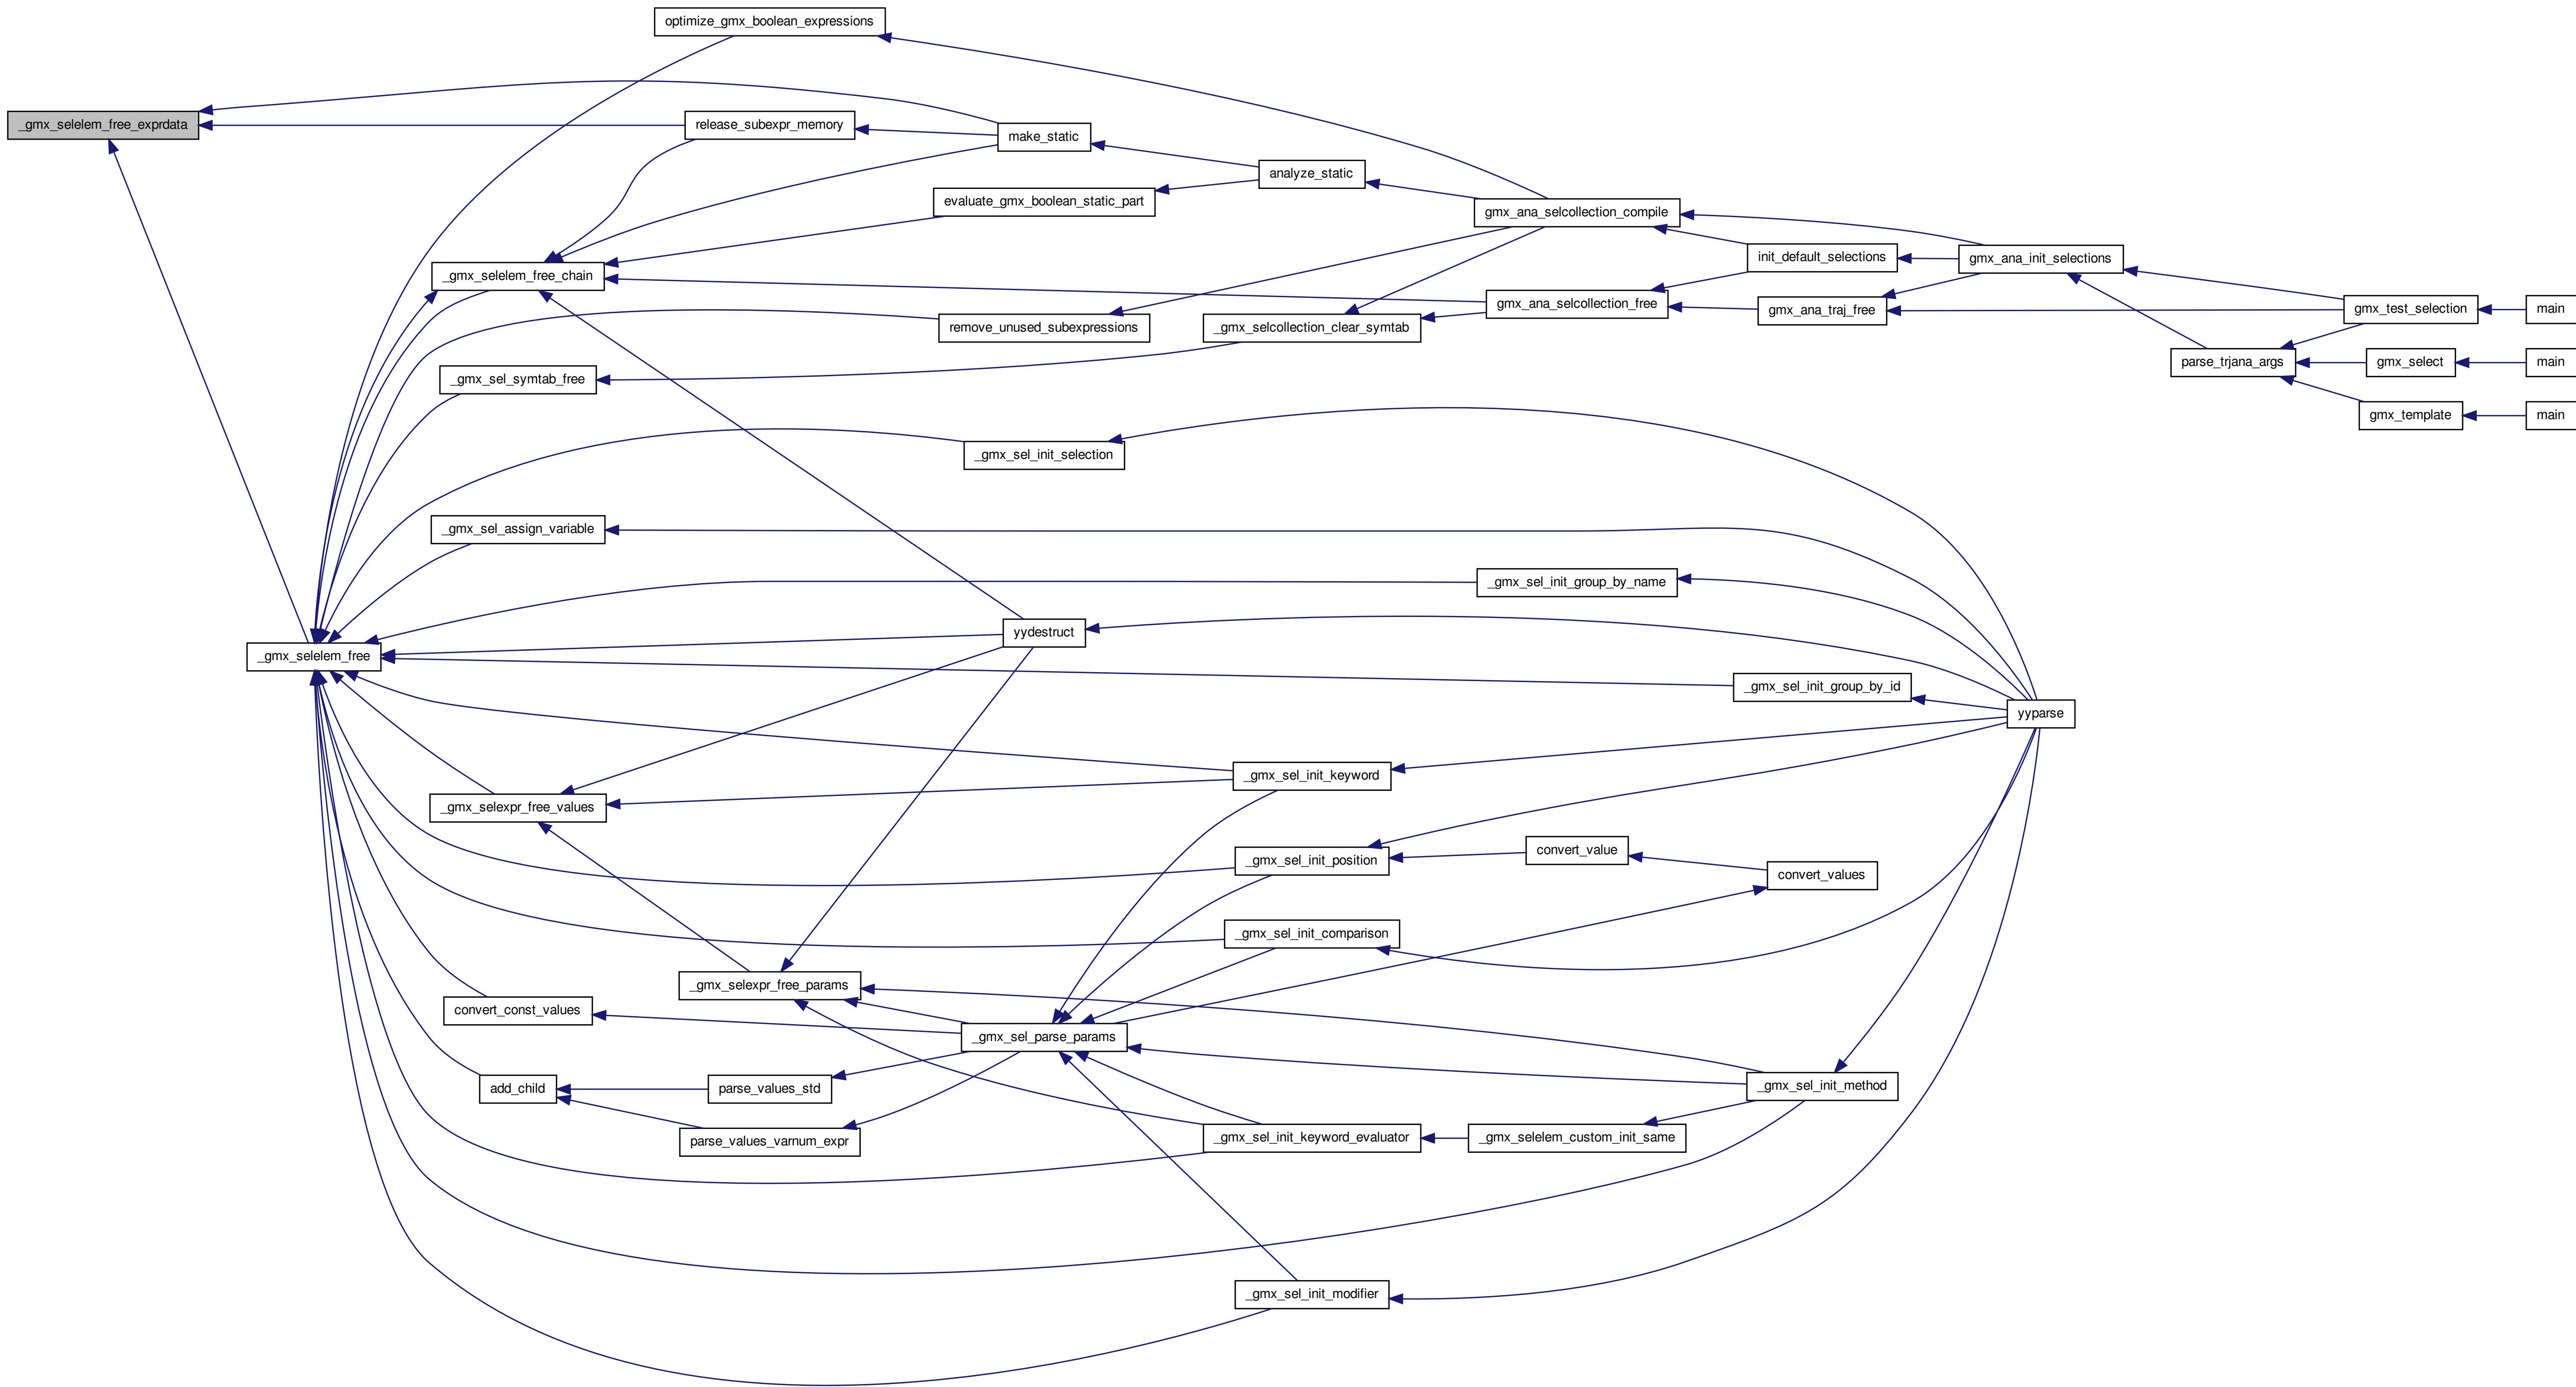 optimize_gmx_boolean_expressions
_gmx_selelem_free_exprdata
release_subexpr_memory
make_static
analyze_static
evaluate_gmx_boolean_static_part
gmx_ana_selcollection_compile
init_default_selections
gmx_ana_init_selections
_gmx_selelem_free_chain
gmx_ana_selcollection_free
gmx_ana_traj_free
gmx_test_selection
main
remove_unused_subexpressions
_gmx_selcollection_clear_symtab
parse_trjana_args
gmx_select
main
_gmx_sel_symtab_free
gmx_template
main
_gmx_sel_init_selection
_gmx_sel_assign_variable
_gmx_sel_init_group_by_name
yydestruct
_gmx_selelem_free
_gmx_sel_init_group_by_id
yyparse
_gmx_sel_init_keyword
_gmx_selexpr_free_values
_gmx_sel_init_position
convert_value
convert_values
_gmx_sel_init_comparison
_gmx_selexpr_free_params
convert_const_values
_gmx_sel_parse_params
add_child
parse_values_std
_gmx_sel_init_method
parse_values_varnum_expr
_gmx_sel_init_keyword_evaluator
_gmx_selelem_custom_init_same
_gmx_sel_init_modifier